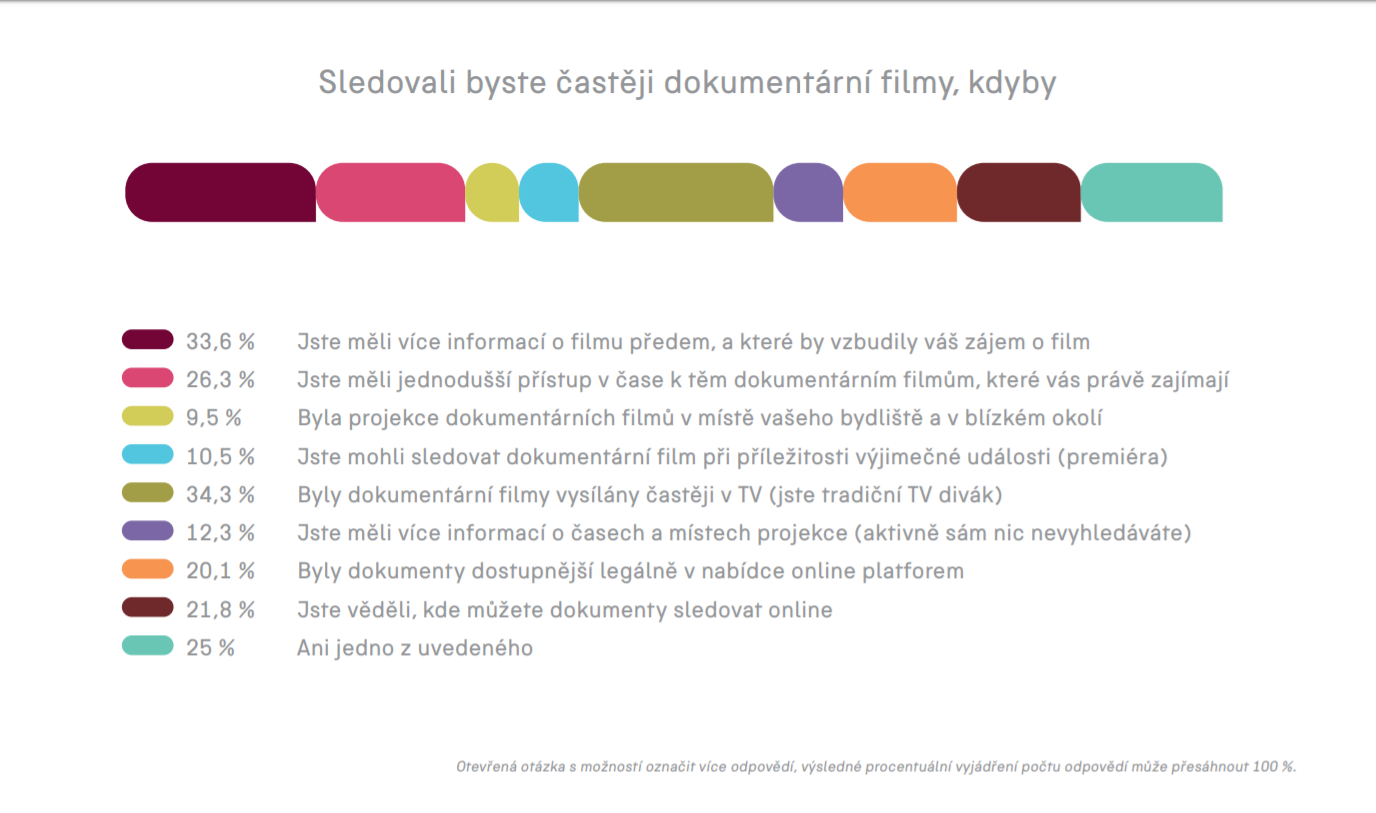 Sledovali byste častěji dokumentární filmy, kdyby
33,6 % Jste měli více informací o filmu předem, a které by vzbudily váš zájem o film
26,3 % Jste měli jednodušší přístup v čase k těm dokumentárním filmům, které vás právě zajímají
9,5 % Byla projekce dokumentárních filmů v místě vašeho bydliště a v blízkém okolí
10,5 % Jste mohli sledovat dokumentární film při příležitosti výjimečné události (premiéra)
34,3 % Byly dokumentární filmy vysílány častěji v TV (jste tradiční TV divák)
12,3 % Jste měli více informací o časech a místech projekce (aktivně sám nic nevyhledáváte)
20,1 % Byly dokumenty dostupnější legálně v nabídce online platforem
21,8 % Jste věděli, kde můžete dokumenty sledovat online
25 % Ani jedno z uvedeného
Otevřená otázka s možností označit více odpovědí, výsledné procentuální vyjádření počtu odpovědí může přesáhnout 100 %.